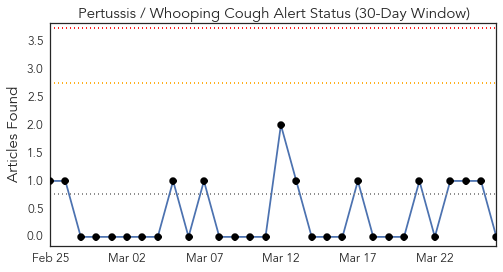 Pertussis / Whooping Cough Alert Status (30-Day Window)
Articles Found
3.5
3.0
2.5
2.0
1.5
1.0
0.5
0.0
Feb 25
Mar 02
Mar 07
Mar 12
Mar 17
Mar 22